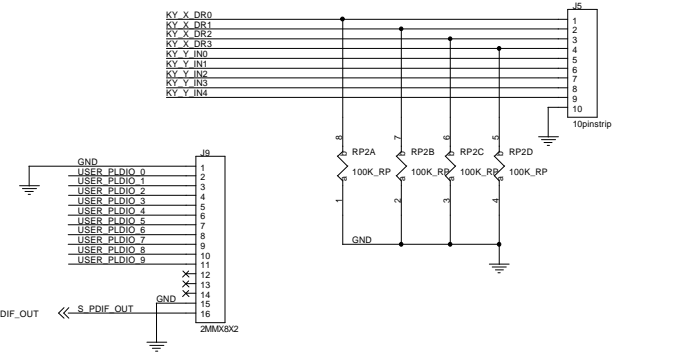 J5
KY_X_DR0 1
KY_X_DR1 2
KY_X_DR2 3
KY_X_DR3 4
KY_Y_IN0 5
KY_Y_IN1 6
KY_Y_IN2 7
KY_Y_IN3 8
KY_Y_IN4 9
10
10pinstrip
8 7 6 5
RP2A RP2B RP2C RP2D
100K_RP 100K_RP 100K_RP 100K_RP
1 2 3 4
GND
J9
GND 1
USER_PLDIO_0 2
USER_PLDIO_1 3
USER_PLDIO_2 4
USER_PLDIO_3 5
USER_PLDIO_4 6
USER_PLDIO_5 7
USER_PLDIO_6 8
USER_PLDIO_7 9
USER_PLDIO_8 10
USER_PLDIO_9 11
12
13
14
GND 15
DIF_OUT S_PDIF_OUT 16
2MMX8X2